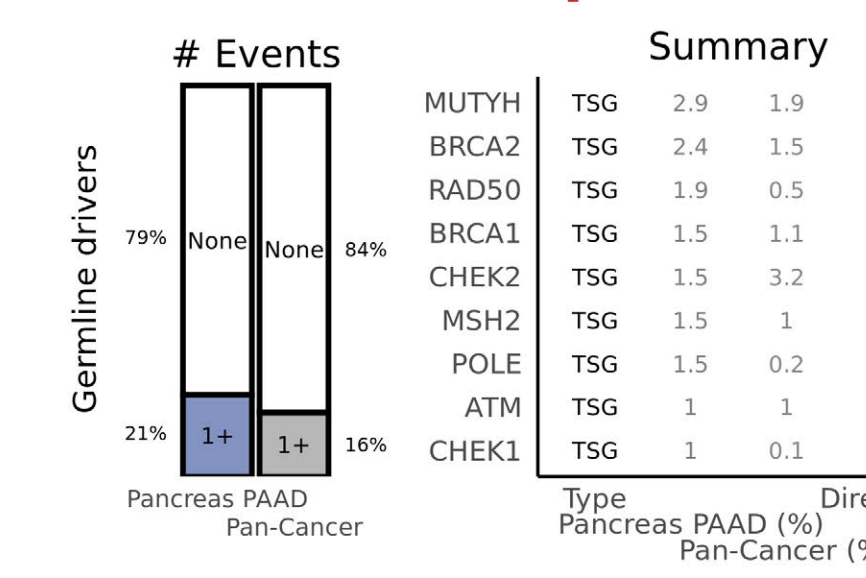 # Events
Germline drivers
79%
None
None
84%
21%
1+
1+
16%
Pancreas PAAD
Pan-Cancer
Summary
MUTYH TSG 2.9 1.9
BRCA2 TSG 2.4 1.5
RAD50 TSG 1.9 0.5
BRCA1 TSG 1.5 1.1
CHEK2 TSG 1.5 3.2
MSH2 TSG 1.5 1
POLE TSG 1.5 0.2
ATM TSG 1 1
CHEK1 TSG 1 0.1
Type
Pancreas PAAD (%)
Pan-Cancer